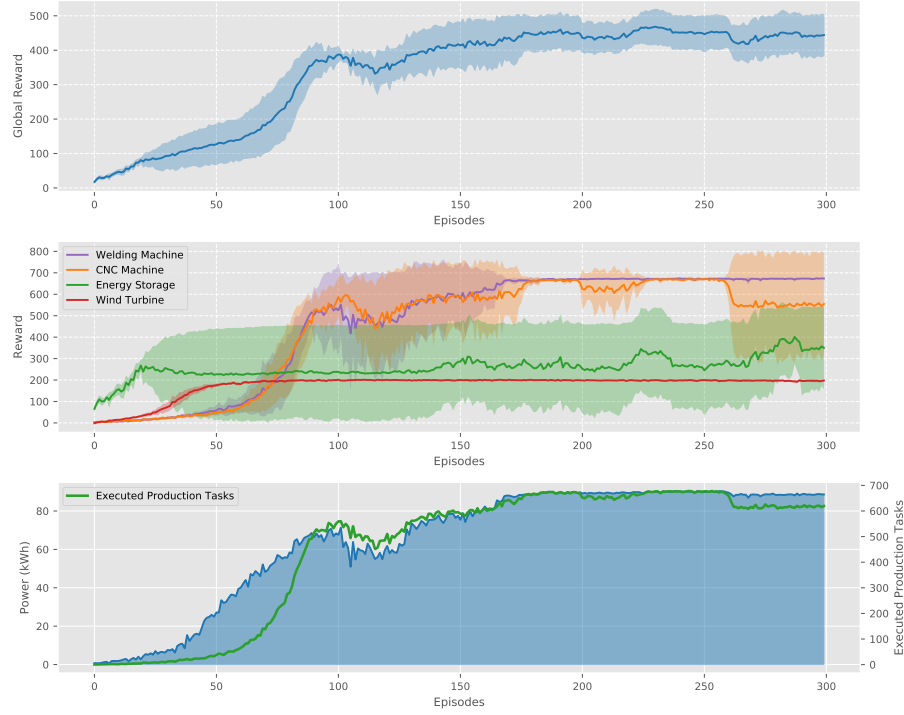 500
400
300
200
100
0
Global Reward
0 50 100 150 200 250 300
Episodes
800
700
600
500
400
300
200
100
0
Reward
Welding Machine
CNC Machine
Energy Storage
Wind Turbine
0 50 100 150 200 250 300
Episodes
80
60
40
20
0
Power (kWh)
Executed Production Tasks
700
600
500
400
300
200
100
0
Executed Production Tasks
0 50 100 150 200 250 300
Episodes